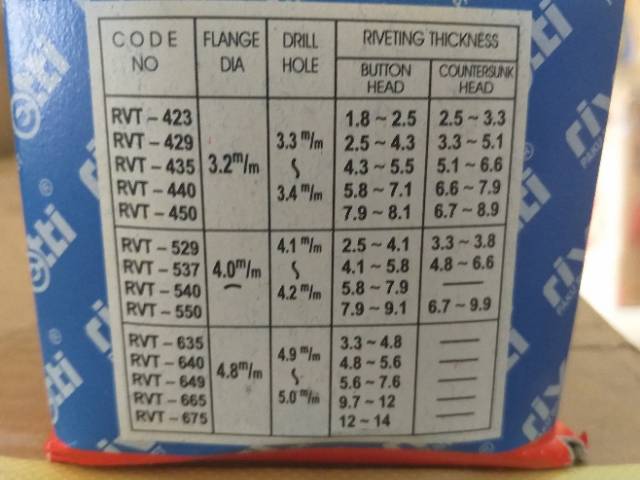 CODE NO FLANGE DIA DRILL HOLE RIVETING THICKNESS
BUTTON HEAD COUNTERSUNK HEAD
RVT - 423 1.8 ~ 2.5 2.5 ~ 3.3
RVT - 429 3.3 m/m 2.5 ~ 4.3 3.3 ~ 5.1
RVT - 435 3.2 m/m 4.3 ~ 5.5 5.1 ~ 6.6
RVT - 440 3.4 m/m 5.8 ~ 7.1 6.6 ~ 7.9
RVT - 450 7.9 ~ 8.1 6.7 ~ 8.9
RVT - 529 4.1 m/m 2.5 ~ 4.1 3.3 ~ 3.8
RVT - 537 4.0 m/m 4.1 ~ 5.8 4.8 ~ 6.6
RVT - 540 4.2 m/m 5.8 ~ 7.9 —
RVT - 550 7.9 ~ 9.1 6.7 ~ 9.9
RVT - 635 3.3 ~ 4.8 —
RVT - 640 4.9 m/m 4.8 ~ 5.6 —
RVT - 649 4.8 m/m 5.6 ~ 7.6 —
RVT - 665 5.0 m/m 9.7 ~ 12 —
RVT - 675 12 ~ 14 —